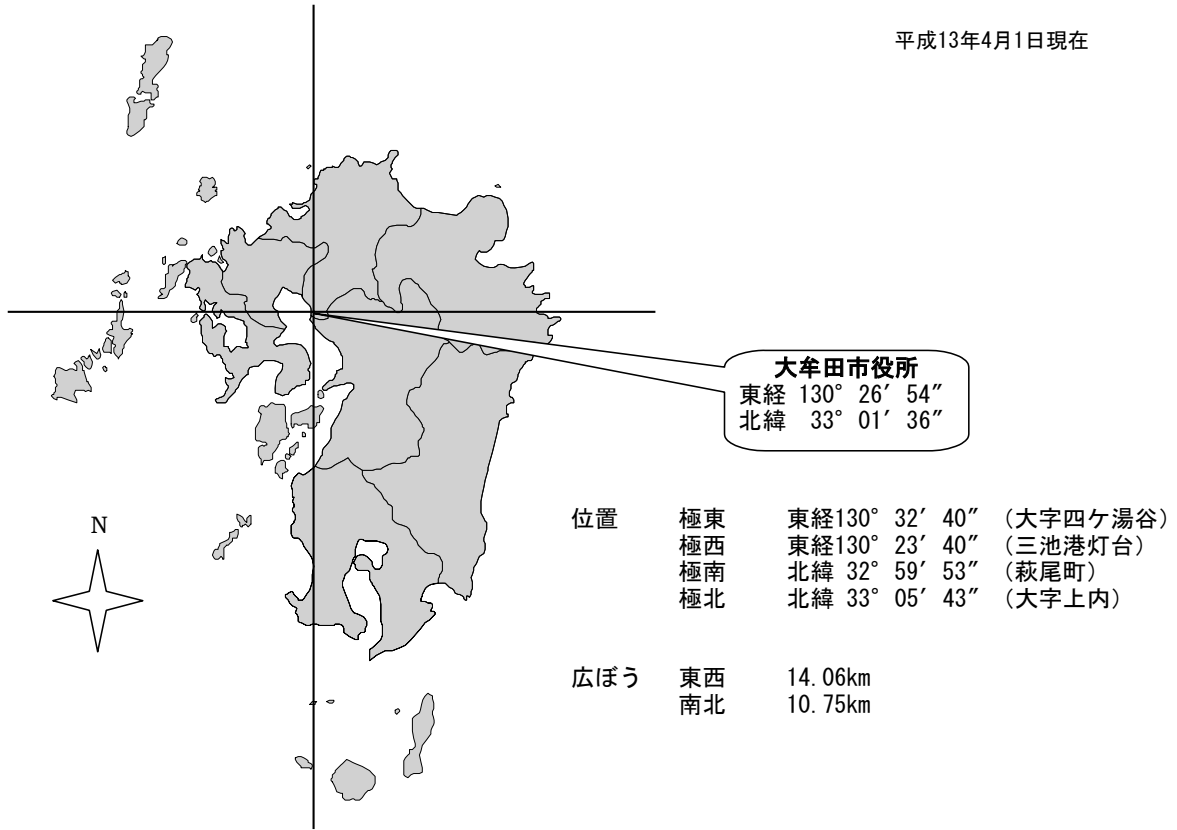 平成13年4月1日現在
大牟田市役所
東経 130° 26′ 54″
北緯 33° 01′ 36″
N
位置 極東 東経130° 32′ 40″ (大字四ケ湯谷)
極西 東経130° 23′ 40″ (三池港灯台)
極南 北緯 32° 59′ 53″ (萩尾町)
極北 北緯 33° 05′ 43″ (大字上内)
広ぼう 東西 14.06km
南北 10.75km